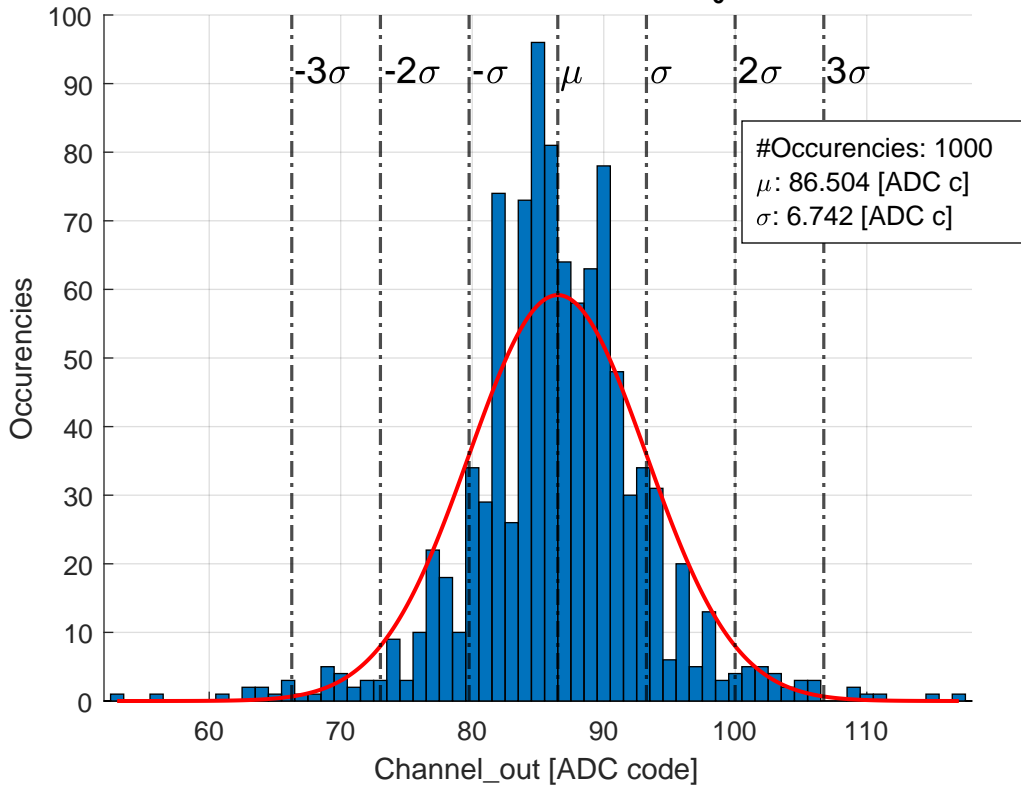 100
90
80
70
60
50
40
30
20
10
0
Occurencies
-3σ -2σ -σ μ σ 2σ 3σ
#Occurencies: 1000
μ: 86.504 [ADC c]
σ: 6.742 [ADC c]
60 70 80 90 100 110
Channel_out [ADC code]